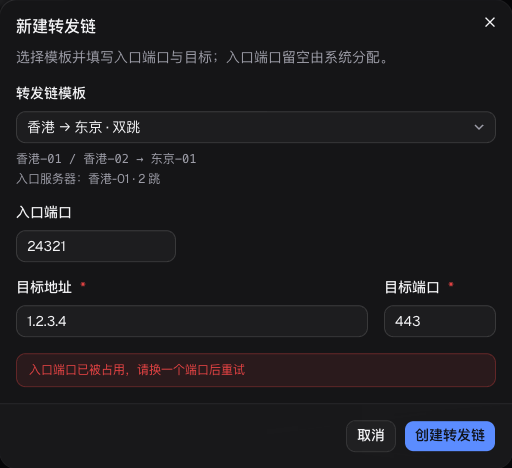 新建转发链
选择模板并填写入口端口与目标；入口端口留空由系统分配。
转发链模板
香港 → 东京 · 双跳
香港-01 / 香港-02 → 东京-01
入口服务器：香港-01 · 2 跳
入口端口
24321
目标地址 * 目标端口 *
1.2.3.4 443
入口端口已被占用，请换一个端口后重试
取消 创建转发链